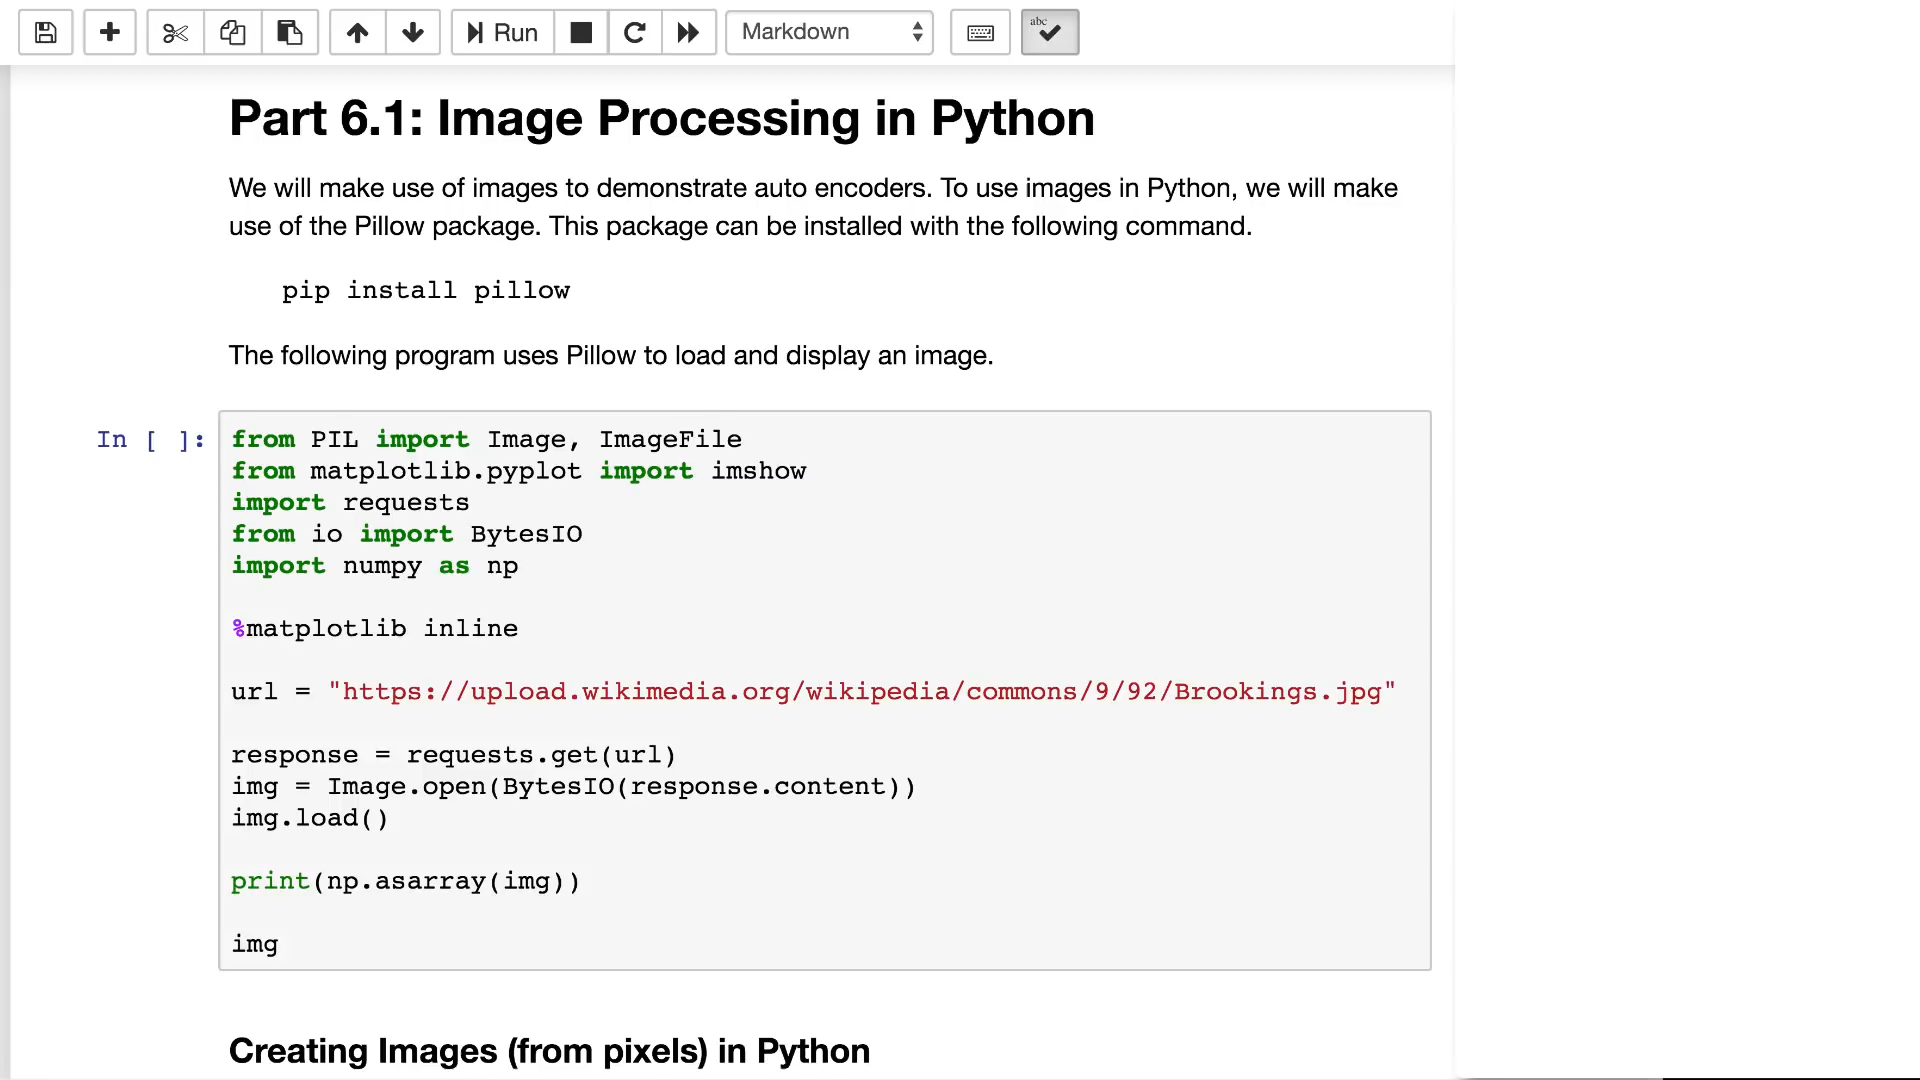 Run
Markdown
abc
Part 6.1: Image Processing in Python
We will make use of images to demonstrate auto encoders. To use images in Python, we will make
use of the Pillow package. This package can be installed with the following command.
pip install pillow
The following program uses Pillow to load and display an image.
In [ ]:
from PIL import Image, ImageFile
from matplotlib.pyplot import imshow
import requests
from io import BytesIO
import numpy as np
%matplotlib inline
url = "https://upload.wikimedia.org/wikipedia/commons/9/92/Brookings.jpg"
response = requests.get(url)
img = Image.open(BytesIO(response.content))
img.load()
print(np.asarray(img))
img
Creating Images (from pixels) in Python